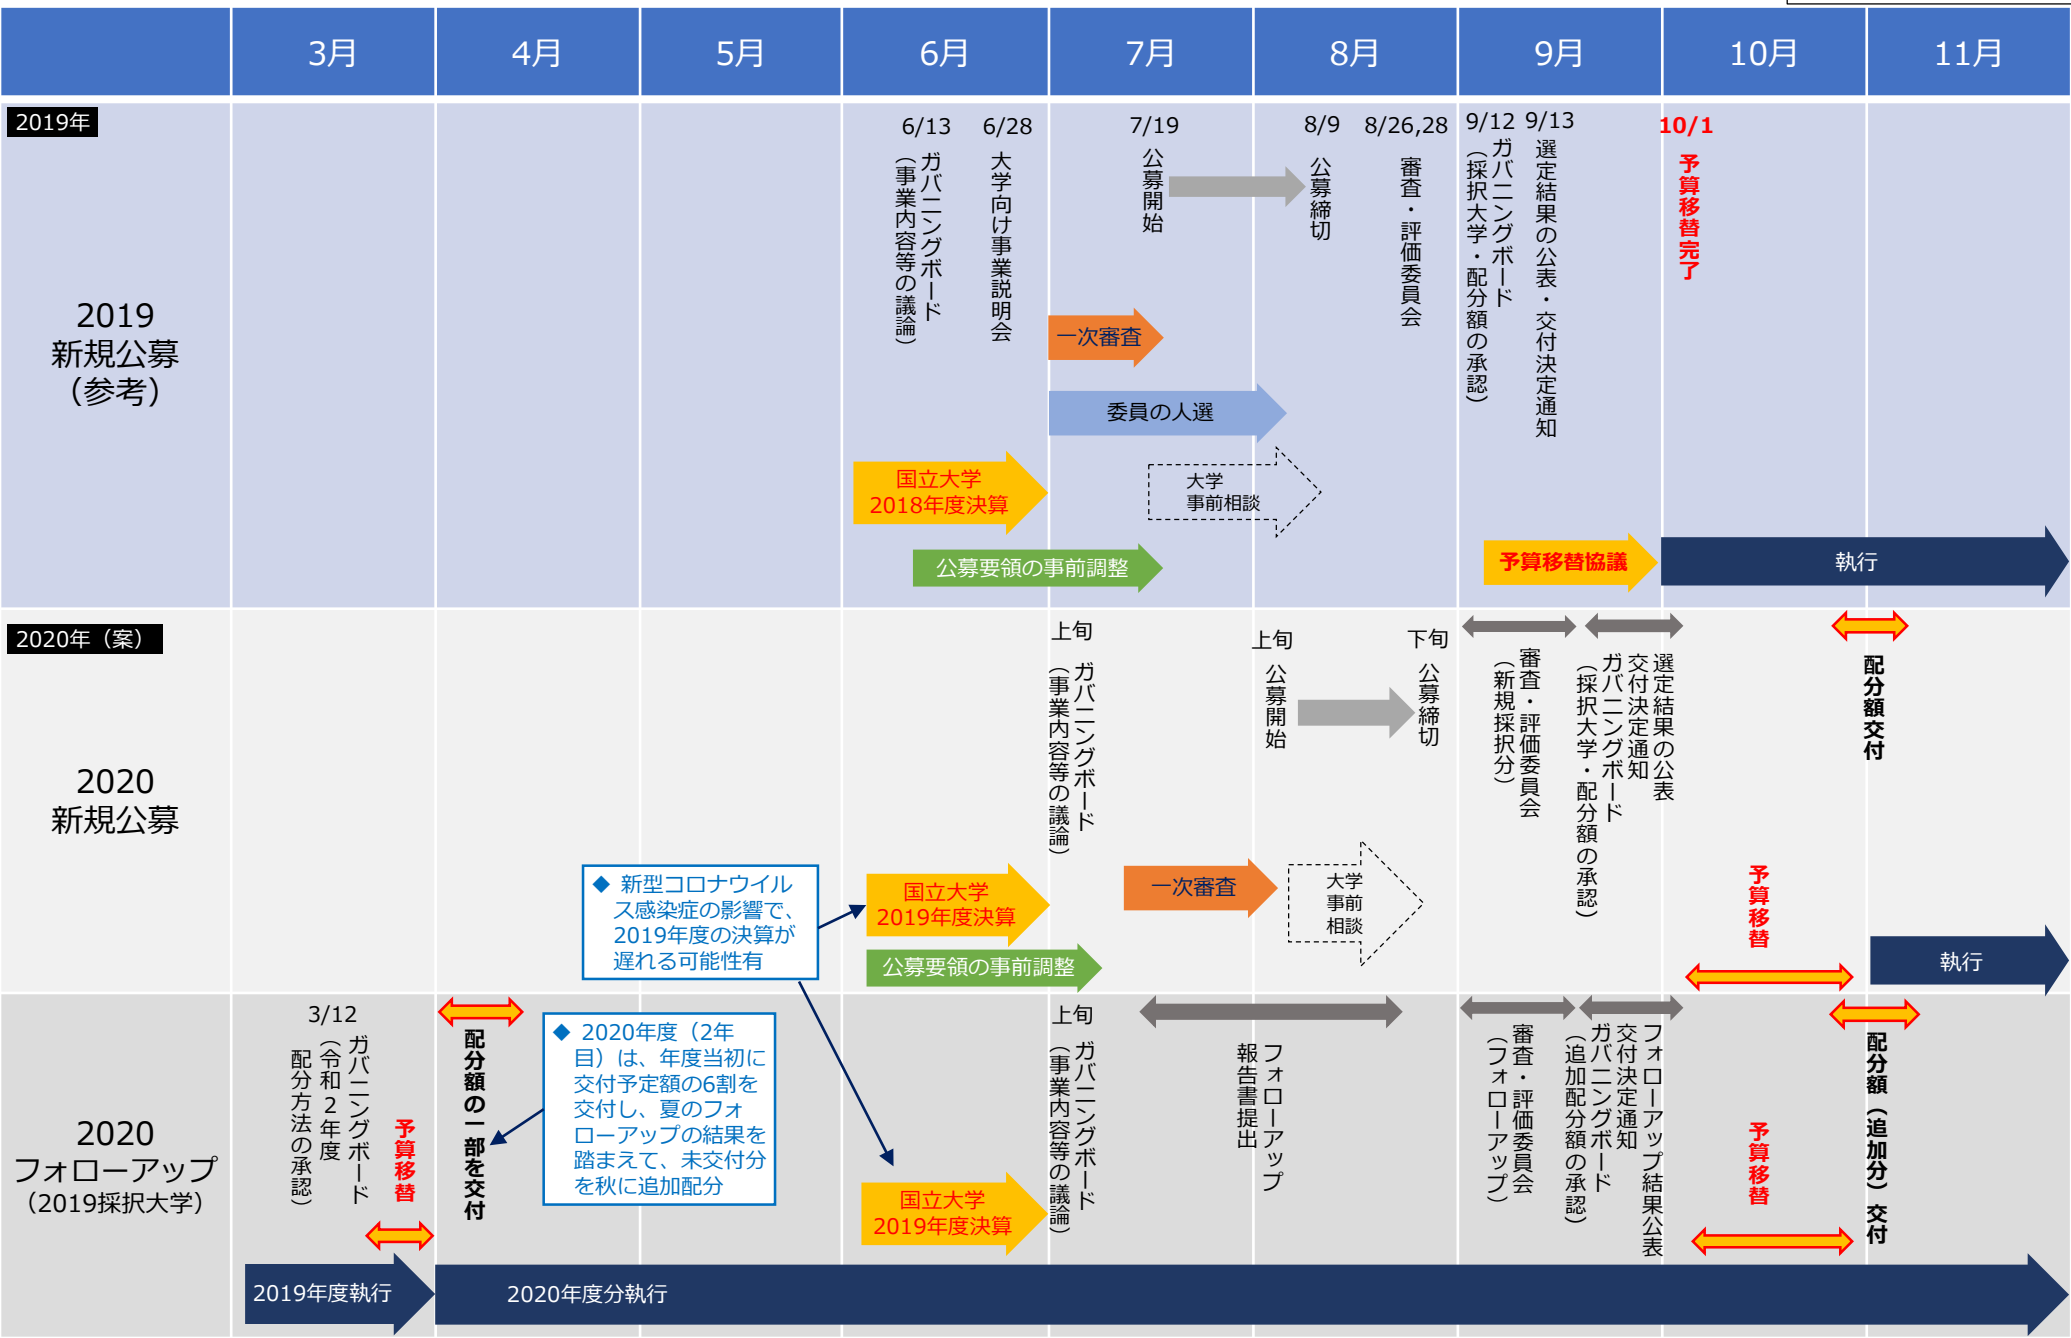 3月
4月
5月
6月
7月
8月
9月
10月
11月
2019年
2019
新規公募
（参考）
6/13
ガバニングボード
（事業内容等の議論）
6/28
大学向け事業説明会
7/19
公募開始
8/9
公募締切
8/26,28
審査・評価委員会
9/12
ガバニングボード
（採択大学・配分額の承認）
9/13
選定結果の公表・交付決定通知
10/1
予算移替完了
一次審査
委員の人選
国立大学
2018年度決算
大学
事前相談
公募要領の事前調整
予算移替協議
執行
2020年（案）
2020
新規公募
上旬
ガバニングボード
（事業内容等の議論）
上旬
公募開始
下旬
公募締切
審査・評価委員会
（新規採択分）
選定結果の公表
交付決定通知
ガバニングボード
（採択大学・配分額の承認）
配分額交付
◆ 新型コロナウイル
ス感染症の影響で、
2019年度の決算が
遅れる可能性有
国立大学
2019年度決算
一次審査
大学
事前
相談
公募要領の事前調整
予算移替
執行
2020
フォローアップ
（2019採択大学）
3/12
ガバニングボード
（令和２年度
配分方法の承認）
予算移替
配分額の一部を交付
◆ 2020年度（2年
目）は、年度当初に
交付予定額の6割を
交付し、夏のフォ
ローアップの結果を
踏まえて、未交付分
を秋に追加配分
国立大学
2019年度決算
上旬
ガバニングボード
（事業内容等の議論）
フォローアップ
報告書提出
審査・評価委員会
（フォローアップ）
フォローアップ結果公表
交付決定通知
ガバニングボード
（追加配分額の承認）
予算移替
配分額（追加分）交付
2019年度執行
2020年度分執行